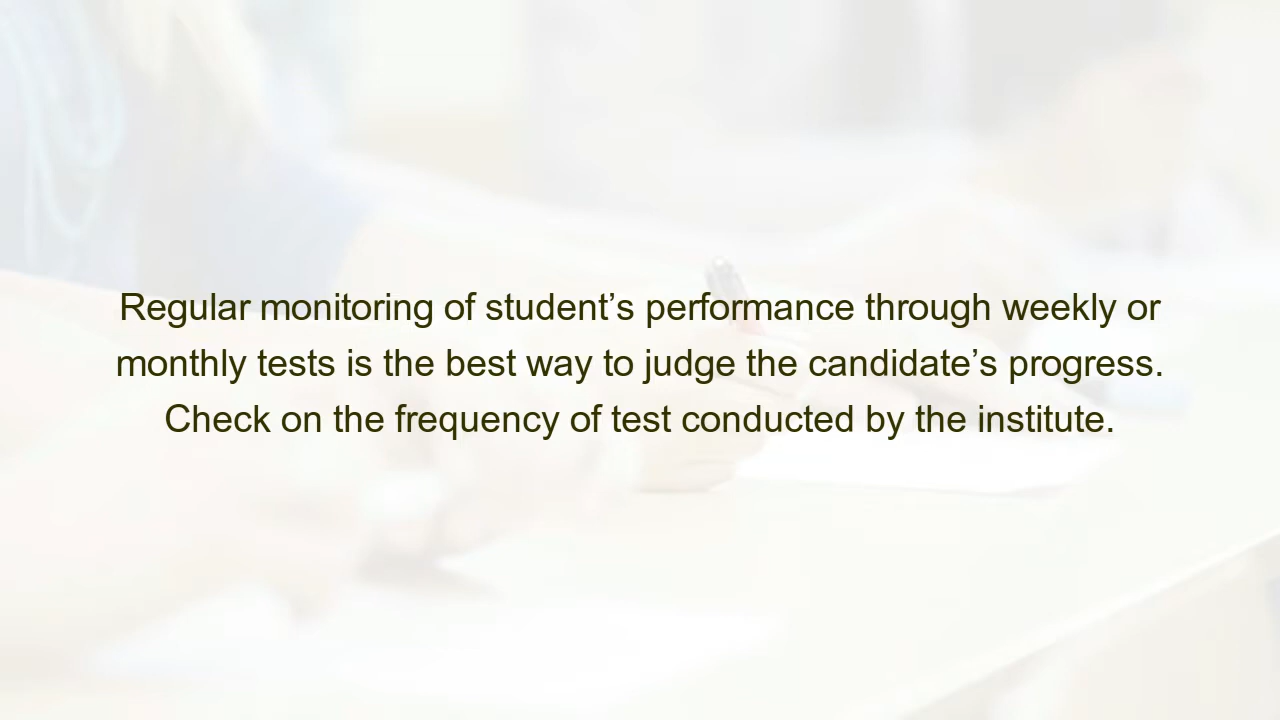 Regular monitoring of student’s performance through weekly or
monthly tests is the best way to judge the candidate’s progress.
Check on the frequency of test conducted by the institute.